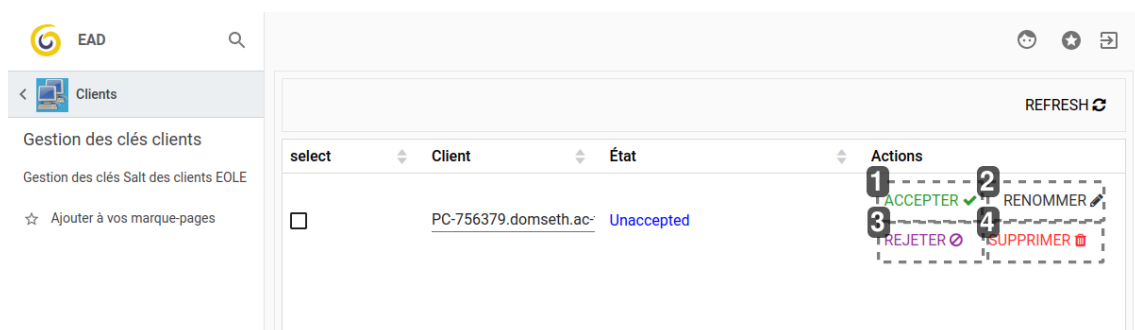 EAD
Clients
REFRESH
Gestion des clés clients
select Client État Actions
Gestion des clés Salt des clients EOLE
1 ACCEPTER 2 RENOMMER
Ajouter à vos marque-pages
PC-756379.domseth.ac- Unaccepted
3 REJETER 4 SUPPRIMER